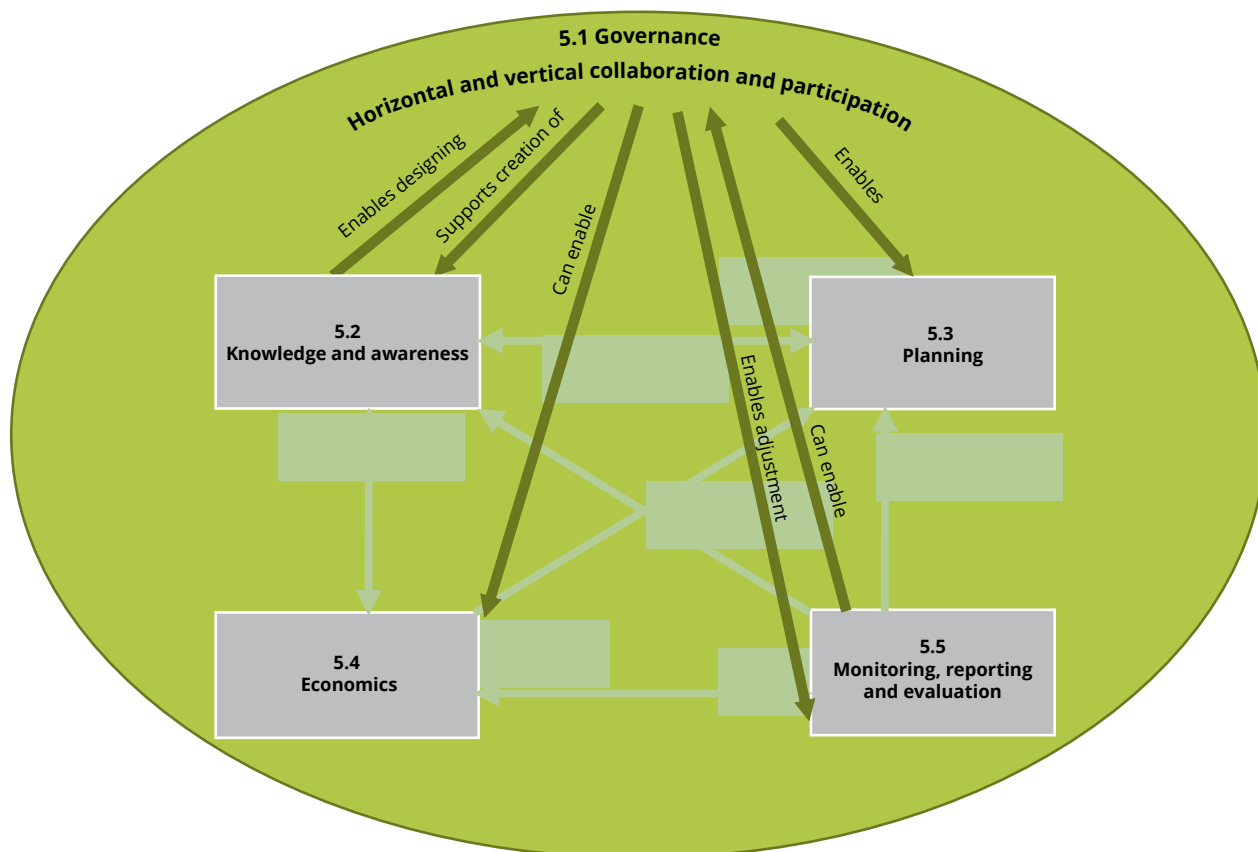 5.1 Governance
Horizontal and vertical collaboration and participation
Enables designing
Supports creation of
Can enable
Enables
5.2
Knowledge and awareness
5.3
Planning
Enables adjustment
Can enable
5.4
Economics
5.5
Monitoring, reporting
and evaluation